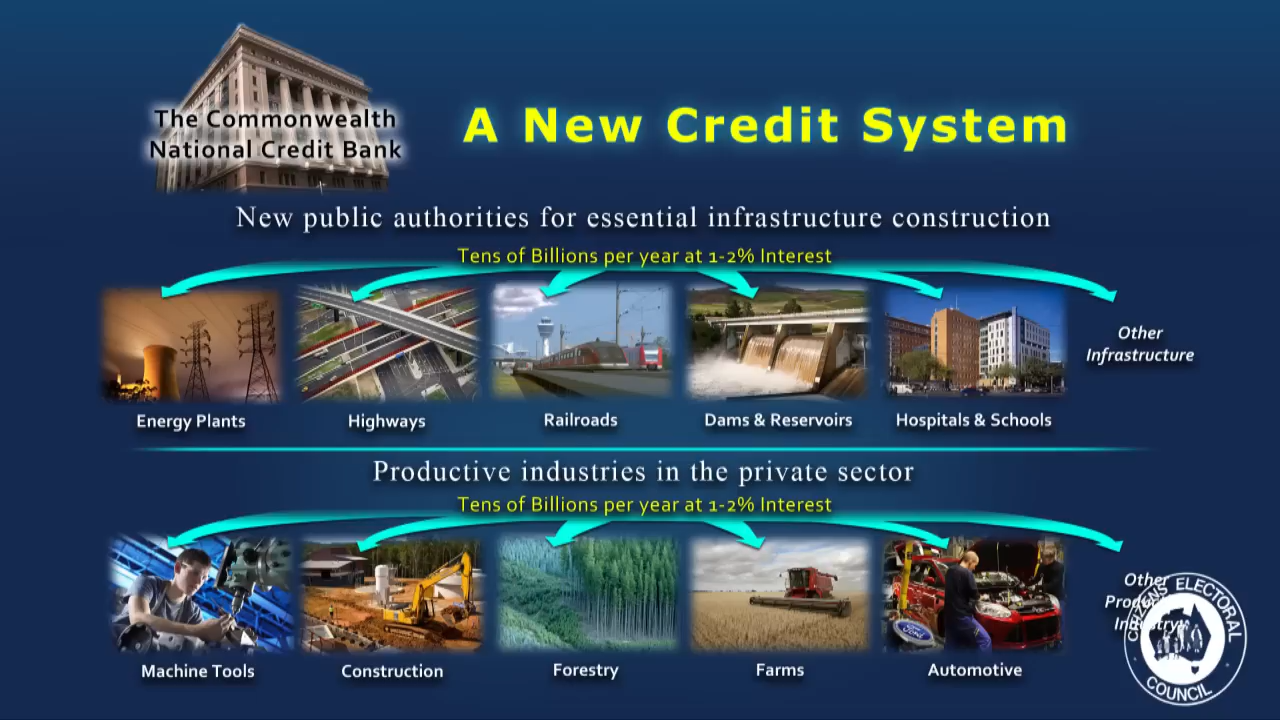 The Commonwealth
National Credit Bank
A New Credit System
New public authorities for essential infrastructure construction
Tens of Billions per year at 1-2% Interest
Other
Infrastructure
Energy Plants
Highways
Railroads
Dams & Reservoirs
Hospitals & Schools
Productive industries in the private sector
Tens of Billions per year at 1-2% Interest
Ford
Other
Industry
CITIZENS ELECTORAL
COUNCIL
Machine Tools
Construction
Forestry
Farms
Automotive